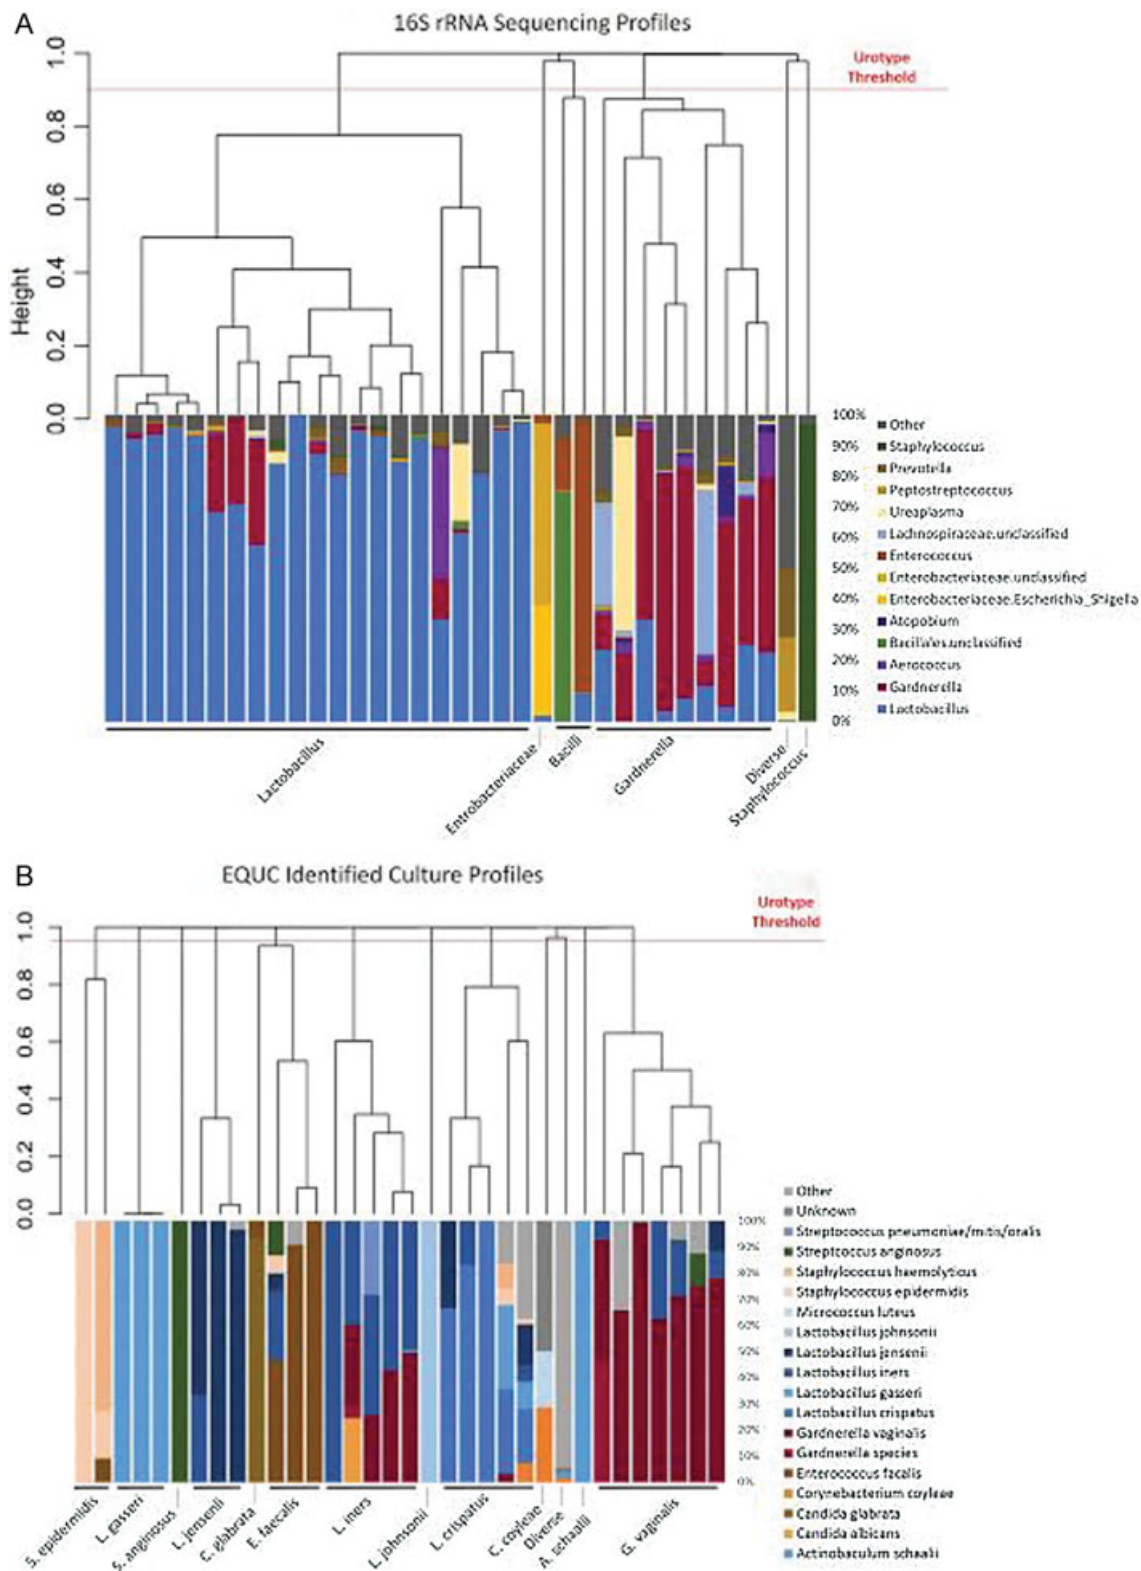 A
16S rRNA Sequencing Profiles
Urotype
Threshold
Height
1.0
0.8
0.6
0.4
0.2
0.0
100%
90%
80%
70%
60%
50%
40%
30%
20%
10%
0%
Other
Staphylococcus
Prevotella
Peptostreptococcus
Ureaplasma
Lachnospiraceae.unclassified
Enterococcus
Enterobacteriaceae.unclassified
Enterobacteriaceae.Escherichia_Shigella
Atopobium
Bacillales.unclassified
Aerococcus
Gardnerella
Lactobacillus
Lactobacillus
Entrobacteriaceae
Bacilli
Gardnerella
Diverse
Staphylococcus
B
EQUC Identified Culture Profiles
Urotype
Threshold
1.0
0.8
0.6
0.4
0.2
0.0
100%
90%
80%
70%
60%
50%
40%
30%
20%
10%
0%
Other
Unknown
Streptococcus pneumoniae/mitis/oralis
Streptcoccus anginosus
Staphylococcus haemolyticus
Staphylococcus epidermidis
Micrococcus luteus
Lactobacillus johnsonii
Lactobacillus jensenii
Lactobacillus iners
Lactobacillus gasseri
Lactobacillus crispatus
Gardnerella vaginalis
Gardnerella species
Enterococcus facalis
Corynebacterium coyleae
Candida glabrata
Candida albicans
Actinobaculum schaalii
S. epidermidis
L. gasseri
S. anginosus
L. jensenii
C. glabrata
E. faecalis
L. iners
L. johnsonii
L. crispatus
C. coyleae
Diverse
A. schaalii
G. vaginalis